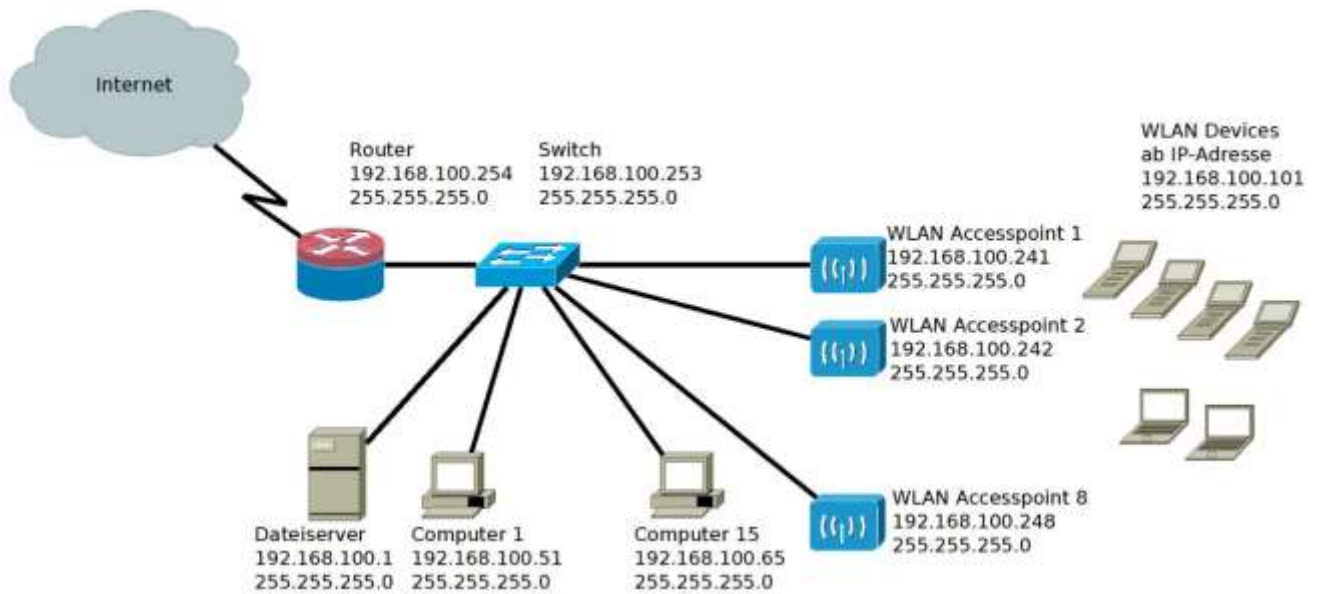 Internet
Router
192.168.100.254
255.255.255.0
Switch
192.168.100.253
255.255.255.0
WLAN Devices
ab IP-Adresse
192.168.100.101
255.255.255.0
WLAN Accesspoint 1
192.168.100.241
255.255.255.0
WLAN Accesspoint 2
192.168.100.242
255.255.255.0
WLAN Accesspoint 8
192.168.100.248
255.255.255.0
Dateiserver
192.168.100.1
255.255.255.0
Computer 1
192.168.100.51
255.255.255.0
Computer 15
192.168.100.65
255.255.255.0